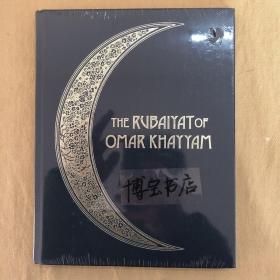 THE RUBAIYAT OF
OMAR KHAYYAM
博宝书店